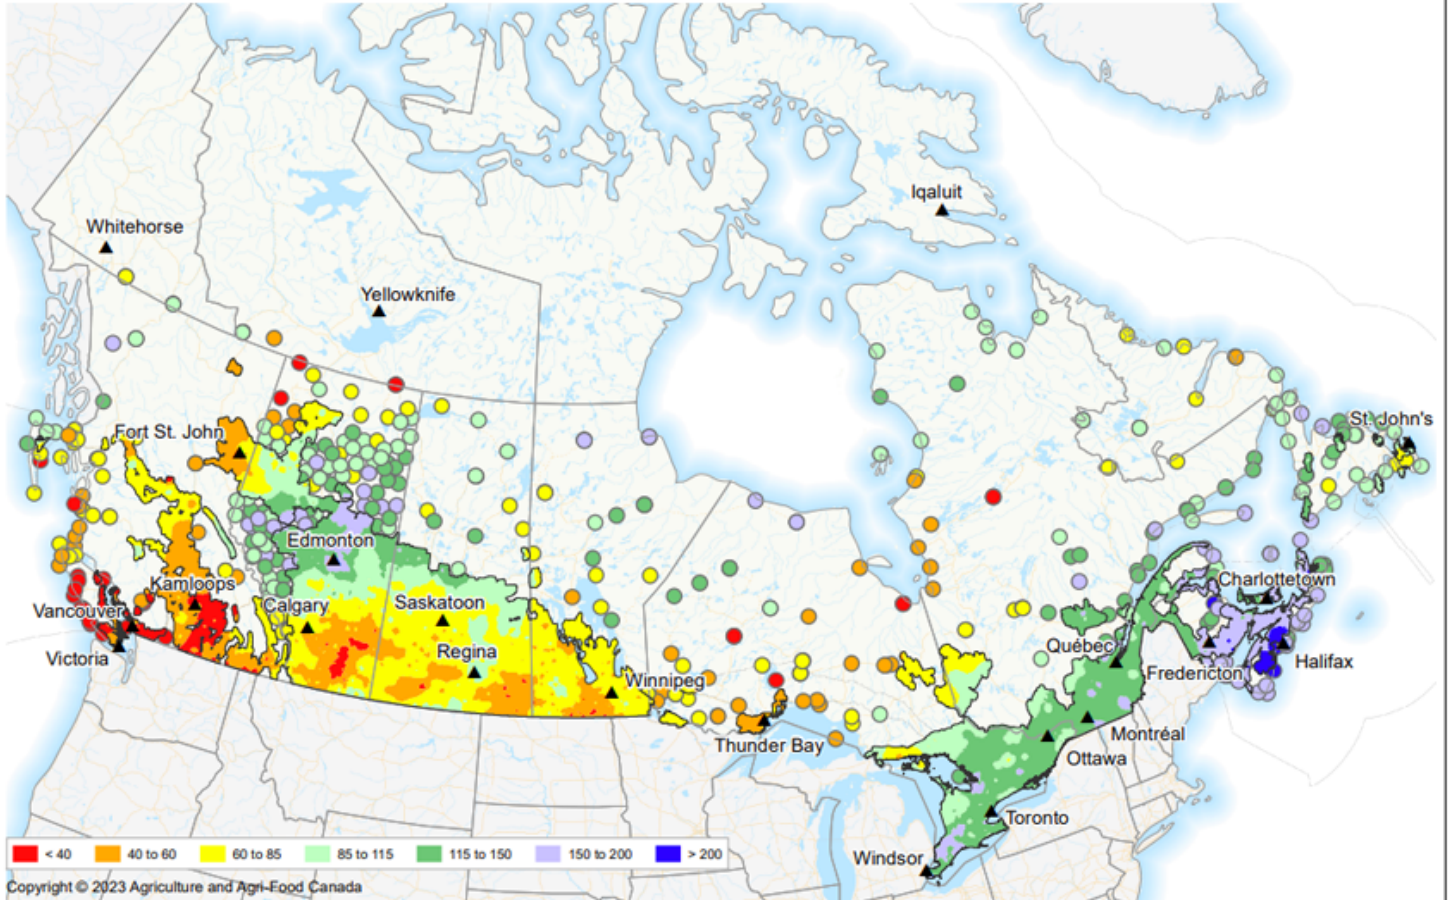 Iqaluit
Whitehorse
Yellowknife
St. John's
Fort St. John
Edmonton
Charlottetown
Kamloops
Vancouver
Calgary
Saskatoon
Québec
Regina
Victoria
Halifax
Fredericton
Winnipeg
Montréal
Thunder Bay
Ottawa
Toronto
Windsor
< 40 40 to 60 60 to 85 85 to 115 115 to 150 150 to 200 > 200
Copyright © 2023 Agriculture and Agri-Food Canada